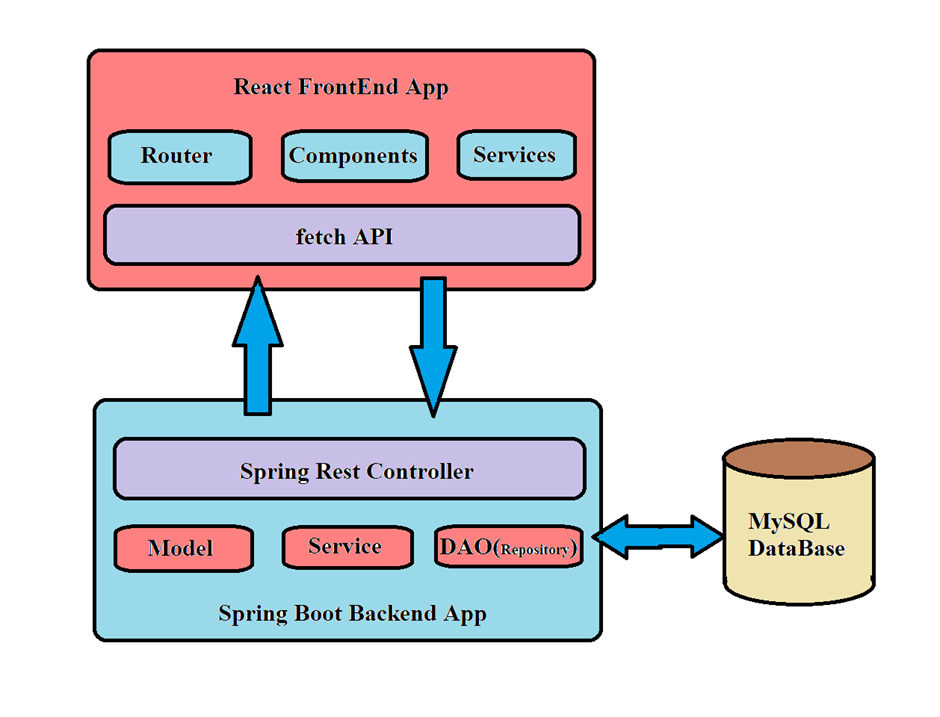 React FrontEnd App
Router
Components
Services
fetch API
Spring Rest Controller
Model
Service
DAO(Repository)
Spring Boot Backend App
MySQL
DataBase